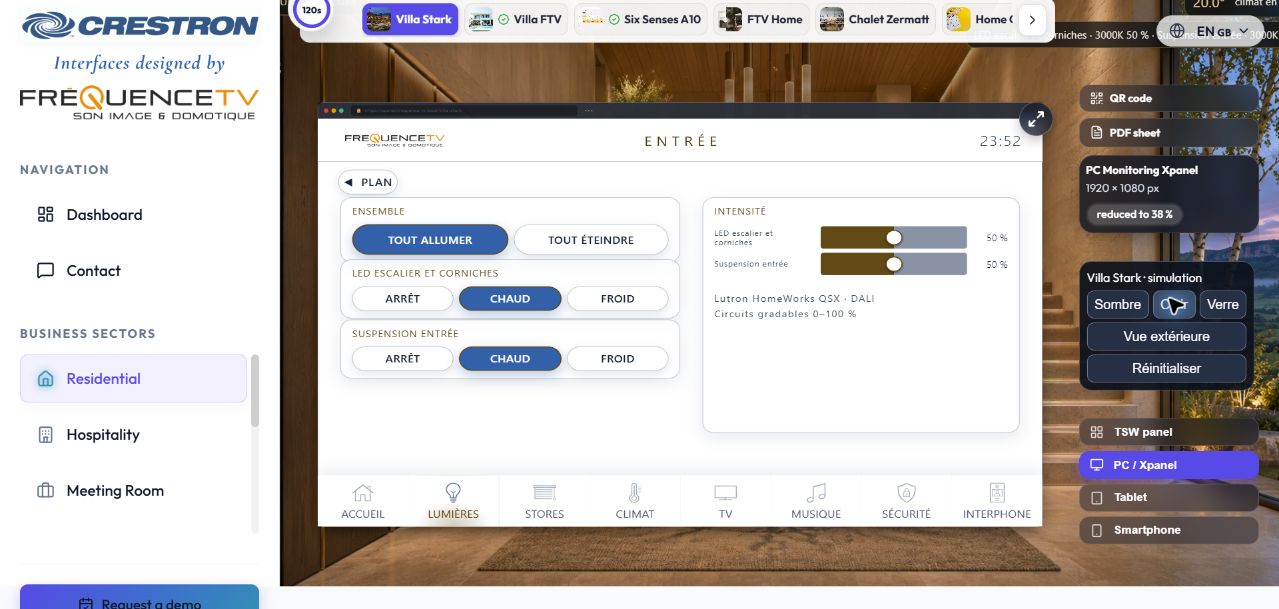 CRESTRON
Interfaces designed by
FREQUENCETV
SON IMAGE & DOMOTIQUE
NAVIGATION
Dashboard
Contact
BUSINESS SECTORS
Residential
Hospitality
Meeting Room
Request a demo
120s
Villa Stark
Villa FTV
Six Senses A10
FTV Home
Chalet Zermatt
Home
20.0°
climat en
EN GB
FREQUENCETV
SON IMAGE & DOMOTIQUE
ENTRÉE
23:52
◀ PLAN
ENSEMBLE
TOUT ALLUMER
TOUT ÉTEINDRE
LED ESCALIER ET CORNICHES
ARRÊT
CHAUD
FROID
SUSPENSION ENTRÉE
ARRÊT
CHAUD
FROID
INTENSITÉ
LED escalier et
corniches
50 %
Suspension entrée
50 %
Lutron HomeWorks QSX · DALI
Circuits gradables 0–100 %
ACCUEIL
LUMIÈRES
STORES
CLIMAT
TV
MUSIQUE
SÉCURITÉ
INTERPHONE
QR code
PDF sheet
PC Monitoring Xpanel
1920 × 1080 px
reduced to 38 %
Villa Stark · simulation
Sombre
Verre
Vue extérieure
Réinitialiser
TSW panel
PC / Xpanel
Tablet
Smartphone